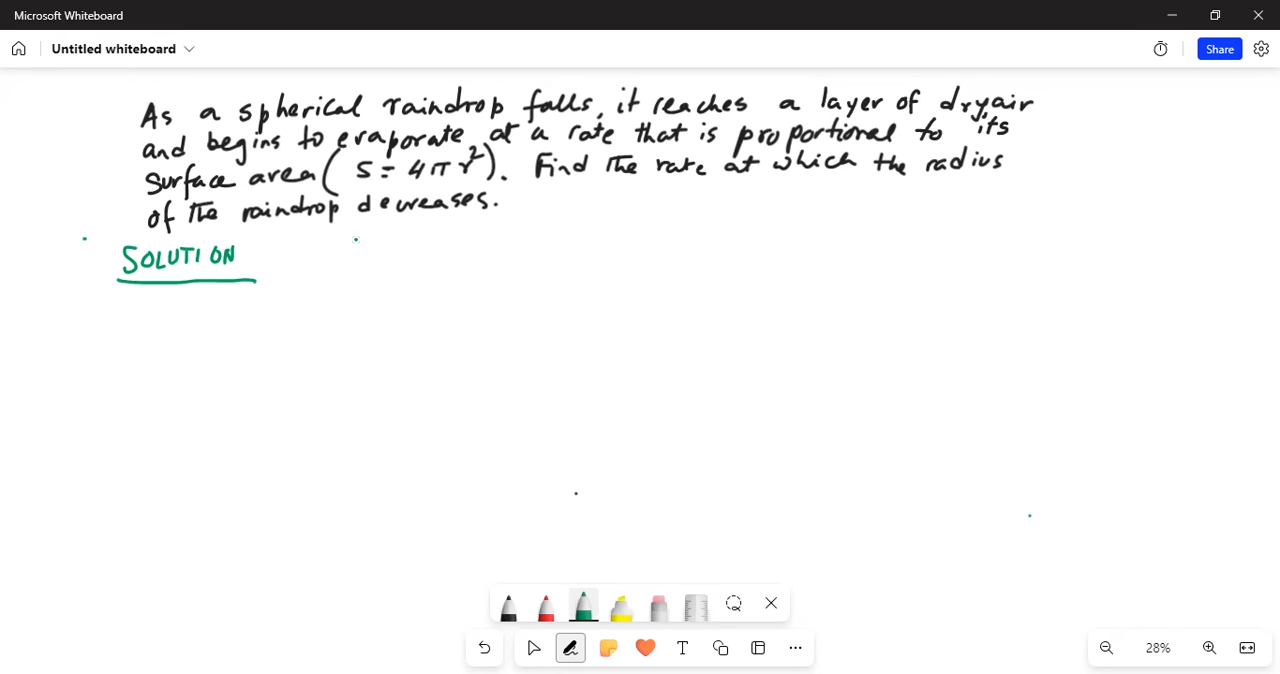 Microsoft Whiteboard
Untitled whiteboard
Share
As a spherical raindrop falls, it reaches a layer of dry air
and begins to evaporate at a rate that is proportional to its
surface area (S = 4πr²). Find the rate at which the radius
of the raindrop decreases.
SOLUTION
T
28%